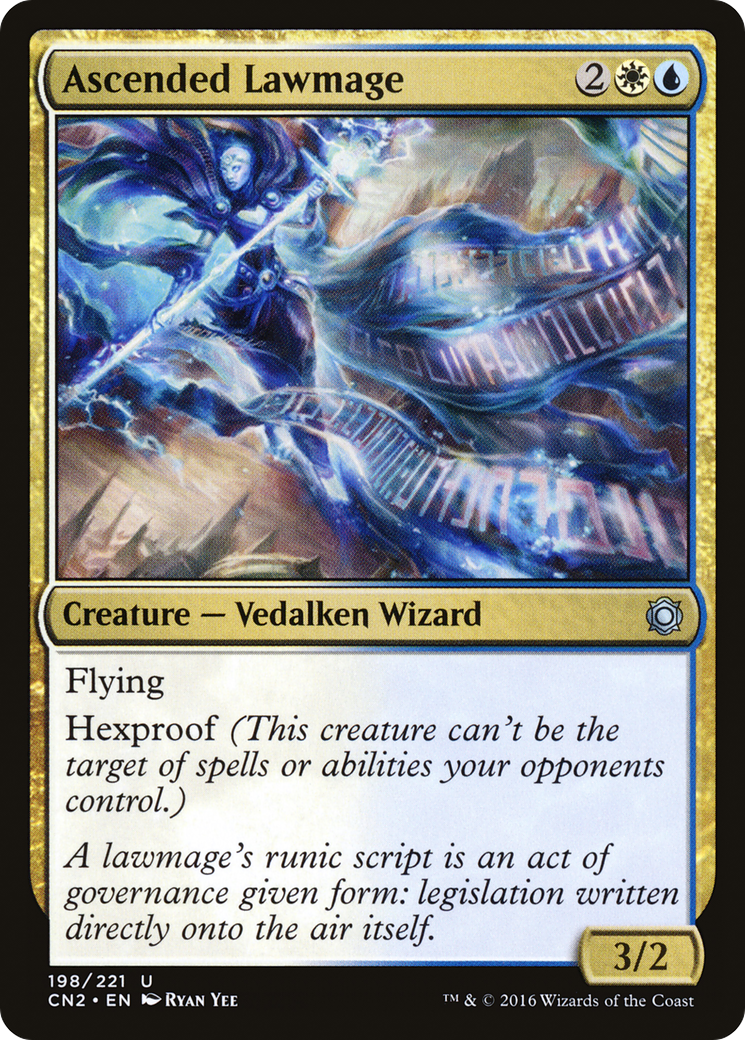 Ascended Lawmage
2
Creature — Vedalken Wizard
Flying
Hexproof (This creature can't be the
target of spells or abilities your opponents
control.)
A lawmage's runic script is an act of
governance given form: legislation written
directly onto the air itself.
3/2
198/221 U
CN2 • EN Ryan Yee
™ & © 2016 Wizards of the Coast